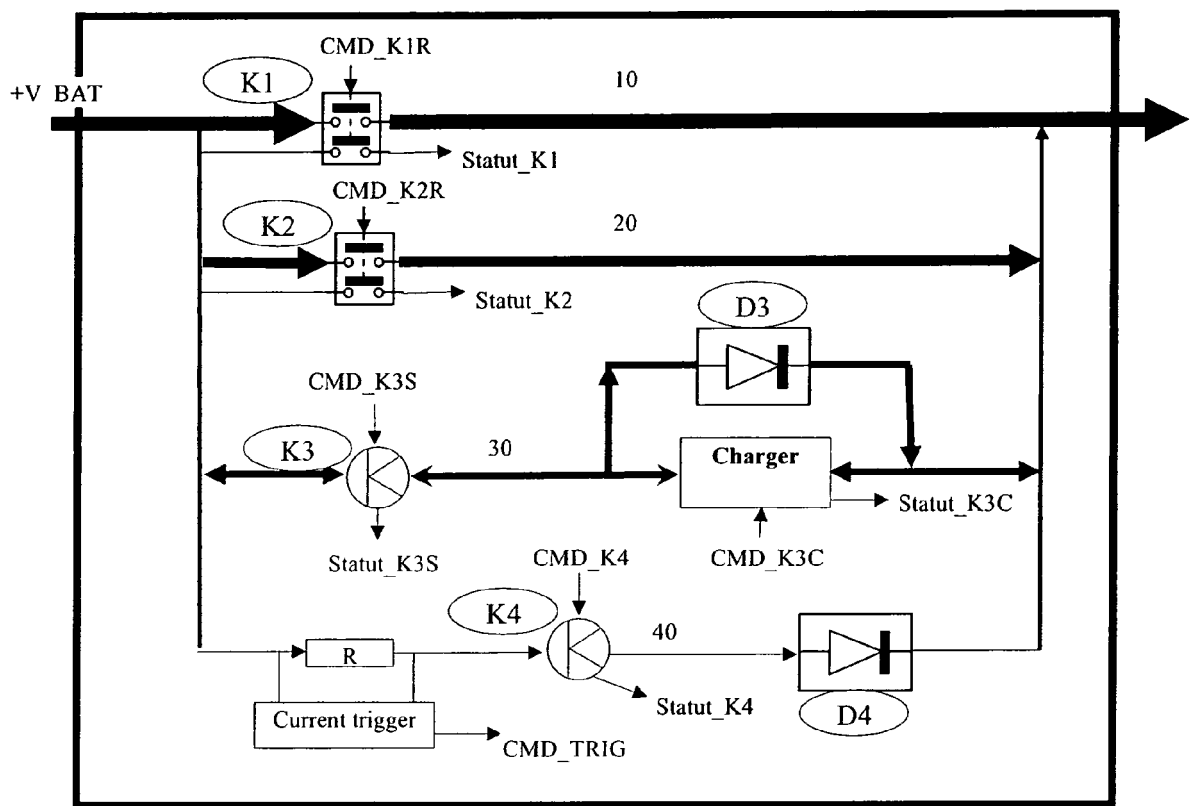 CMD_K1R
10
K1
+V BAT
Statut_K1
CMD_K2R
K2
20
Statut_K2
D3
CMD_K3S
K3
30
Charger
Statut_K3C
Statut_K3S
CMD_K4
CMD_K3C
K4
40
R
Statut_K4
Current trigger
D4
CMD_TRIG